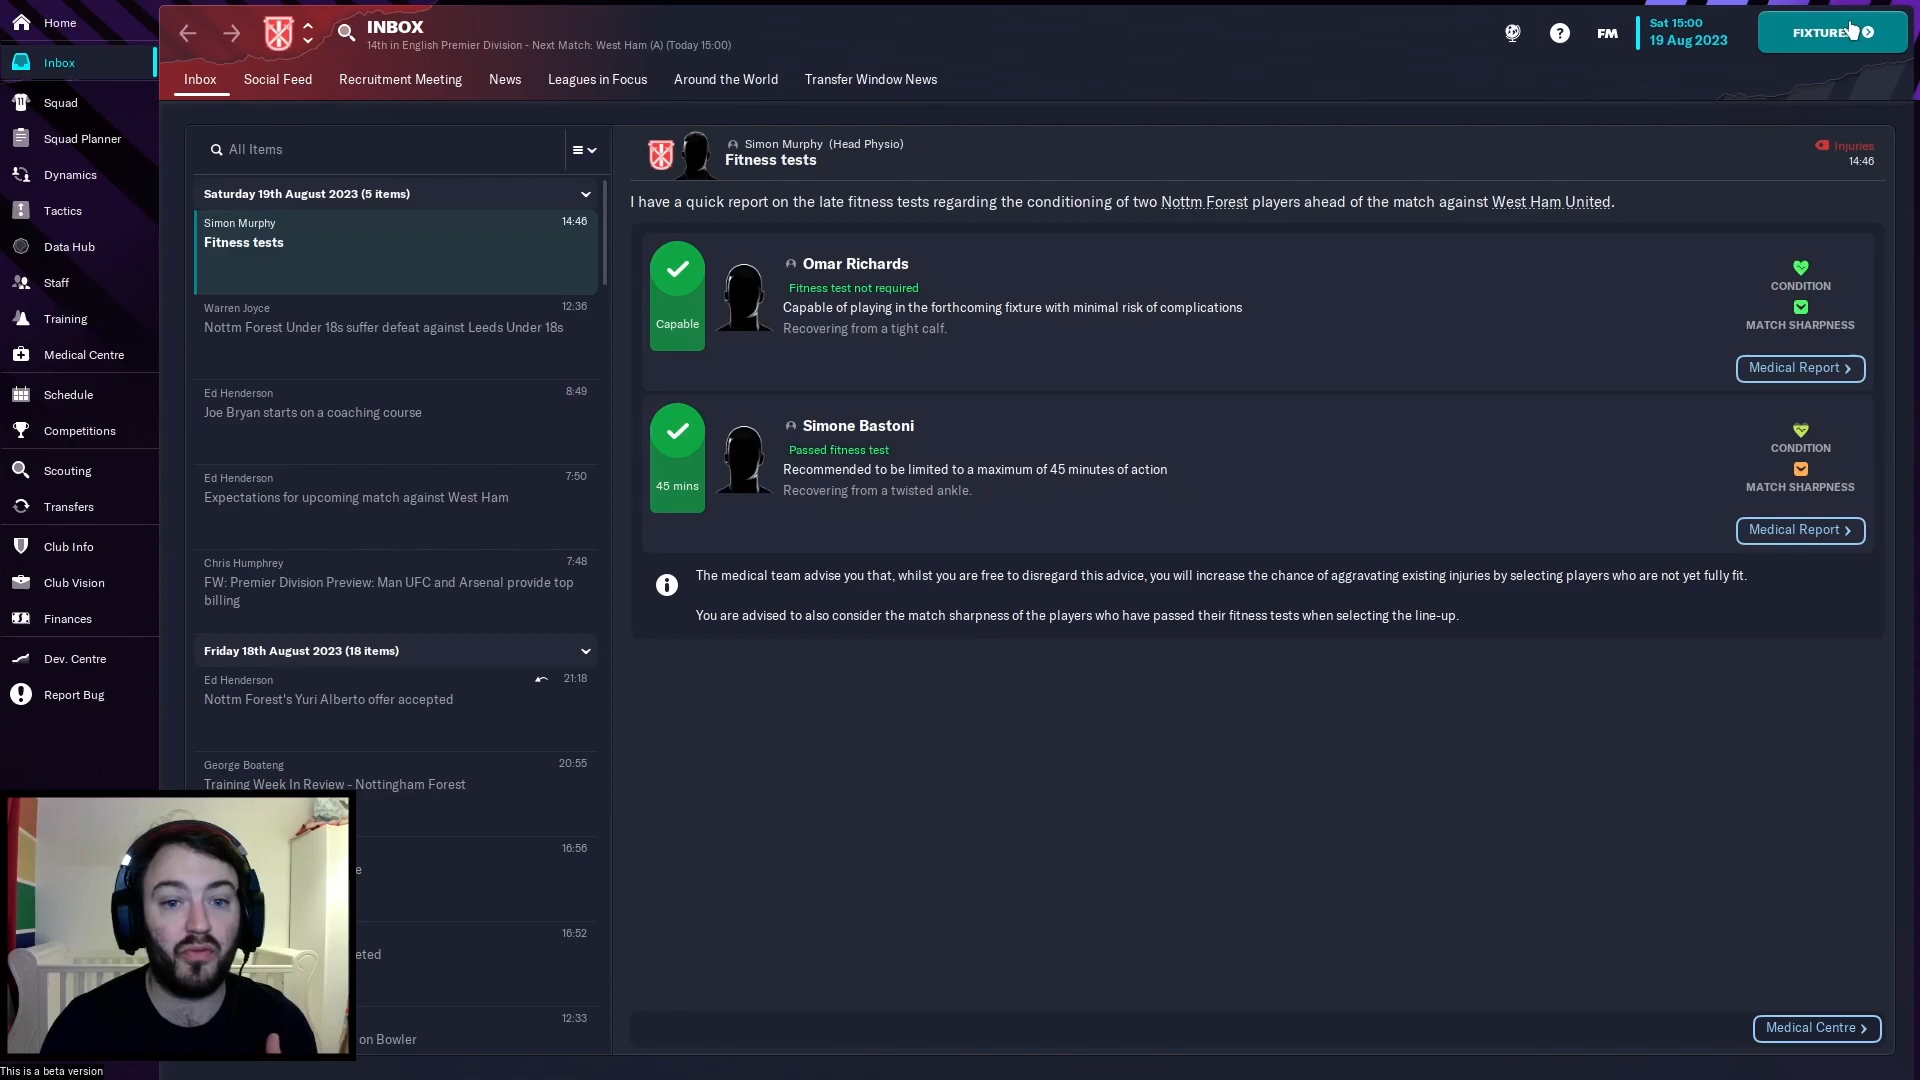 Home
Inbox
Squad
Squad Planner
Dynamics
Tactics
Data Hub
Staff
Training
Medical Centre
Schedule
Competitions
Scouting
Transfers
Club Info
Club Vision
Finances
Dev. Centre
Report Bug
This is a beta version
INBOX
14th in English Premier Division - Next Match: West Ham (A) (Today 15:00)
FM
Sat 15:00
19 Aug 2023
Inbox Social Feed Recruitment Meeting News Leagues in Focus Around the World Transfer Window News
All Items
Saturday 19th August 2023 (5 items)
Simon Murphy 14:46
Fitness tests
Warren Joyce 12:36
Nottm Forest Under 18s suffer defeat against Leeds Under 18s
Ed Henderson 8:49
Joe Bryan starts on a coaching course
Ed Henderson 7:50
Expectations for upcoming match against West Ham
Chris Humphrey 7:48
FW: Premier Division Preview: Man UFC and Arsenal provide top
billing
Friday 18th August 2023 (18 items)
Ed Henderson 21:18
Nottm Forest's Yuri Alberto offer accepted
George Boateng 20:55
Training Week In Review - Nottingham Forest
16:56
16:52
12:33
on Bowler
Simon Murphy (Head Physio)
Fitness tests
Injuries
14:46
I have a quick report on the late fitness tests regarding the conditioning of two Nottm Forest players ahead of the match against West Ham United.
Capable
Omar Richards
Fitness test not required
Capable of playing in the forthcoming fixture with minimal risk of complications
Recovering from a tight calf.
CONDITION
MATCH SHARPNESS
Medical Report
45 mins
Simone Bastoni
Passed fitness test
Recommended to be limited to a maximum of 45 minutes of action
Recovering from a twisted ankle.
CONDITION
MATCH SHARPNESS
Medical Report
The medical team advise you that, whilst you are free to disregard this advice, you will increase the chance of aggravating existing injuries by selecting players who are not yet fully fit.
You are advised to also consider the match sharpness of the players who have passed their fitness tests when selecting the line-up.
Medical Centre